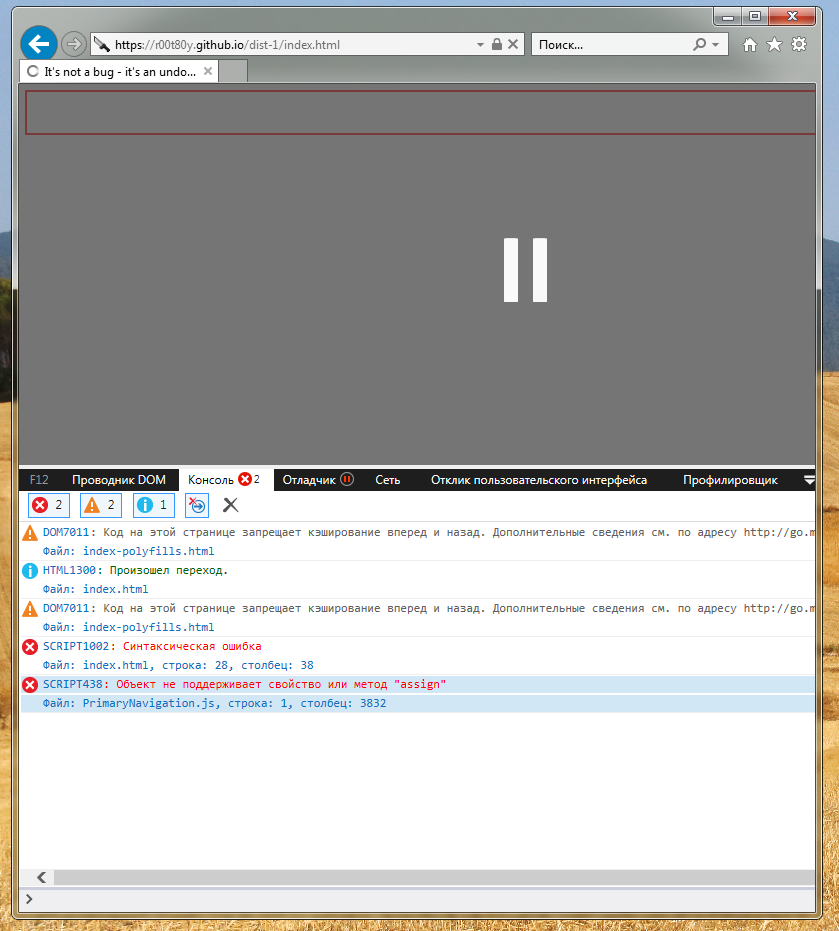 https://r00t80y.github.io/dist-1/index.html
Поиск...
It's not a bug - it's an undo...
F12 Проводник DOM Консоль 2 Отладчик Сеть Отклик пользовательского интерфейса Профилировщик
2 2 1
DOM7011: Код на этой странице запрещает кэширование вперед и назад. Дополнительные сведения см. по адресу http://go.m
Файл: index-polyfills.html
HTML1300: Произошел переход.
Файл: index.html
DOM7011: Код на этой странице запрещает кэширование вперед и назад. Дополнительные сведения см. по адресу http://go.m
Файл: index-polyfills.html
SCRIPT1002: Синтаксическая ошибка
Файл: index.html, строка: 28, столбец: 38
SCRIPT438: Объект не поддерживает свойство или метод "assign"
Файл: PrimaryNavigation.js, строка: 1, столбец: 3832